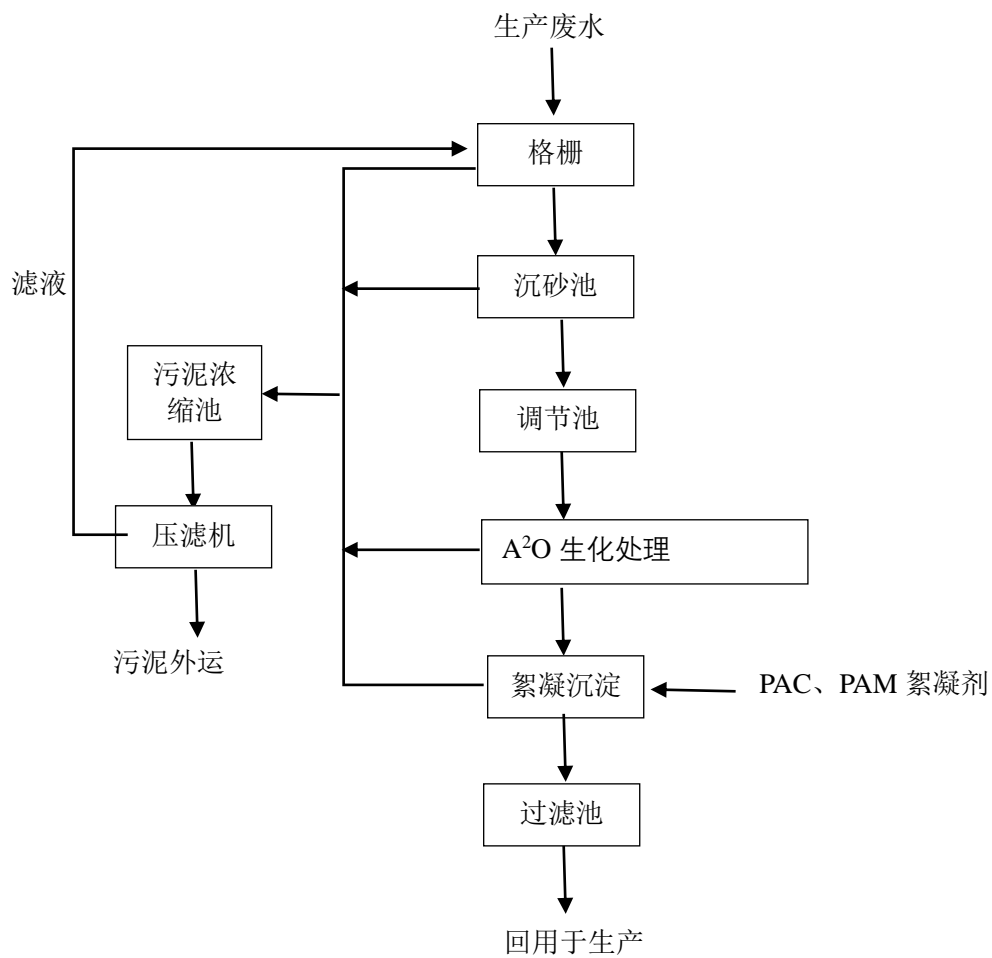 生产废水
格栅
沉砂池
滤液
污泥浓
缩池
调节池
压滤机
A²O 生化处理
污泥外运
絮凝沉淀
PAC、PAM 絮凝剂
过滤池
回用于生产